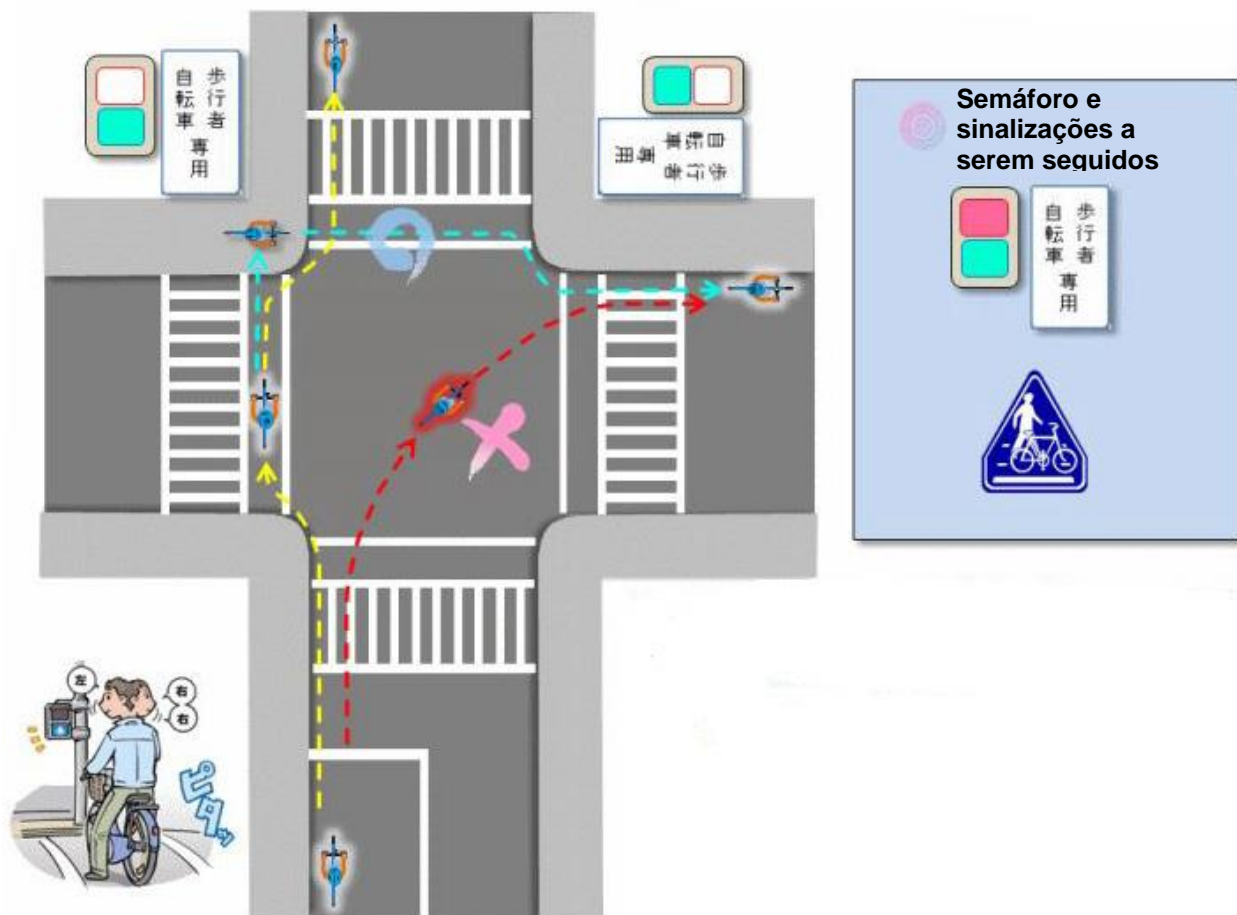 歩行者
自転車
専用
歩行者
自転車
専用
Semáforo e
sinalizações a
serem seguidos
歩行者
自転車
専用
左
右
右
ピタッ